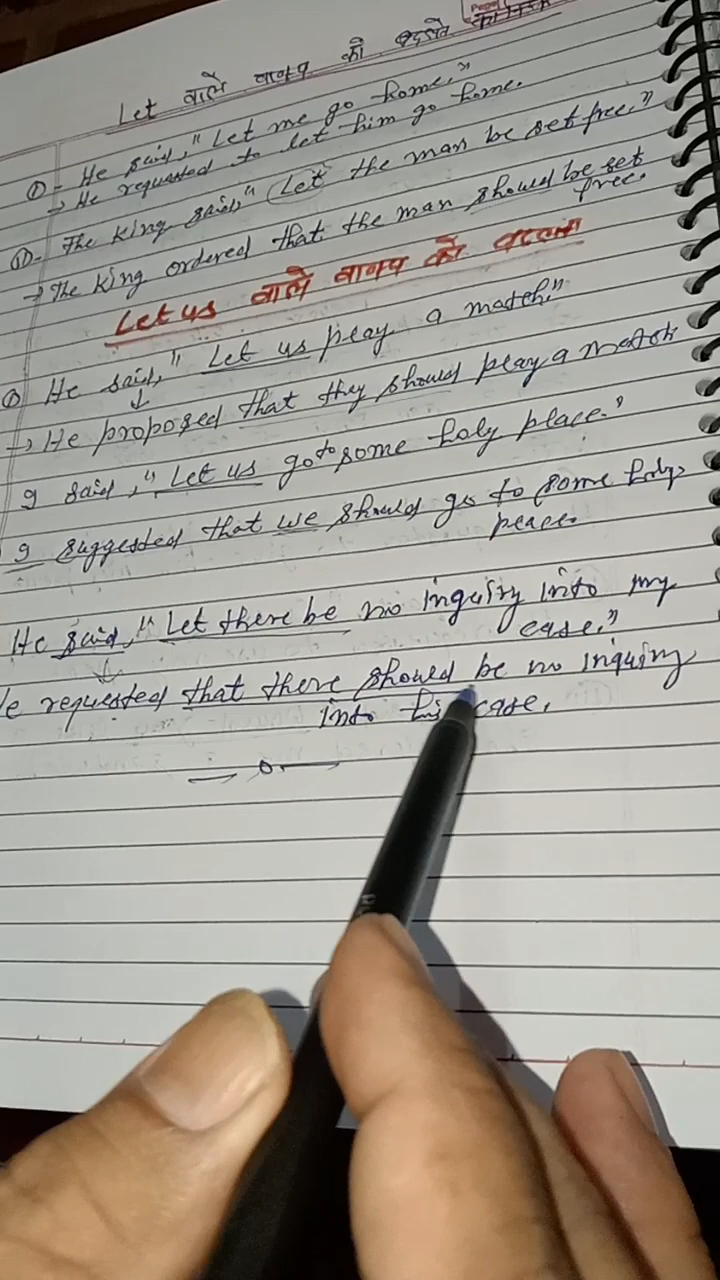 Let वाले वाक्य को बदलने का नियम
① - He said, "Let me go home."
→ He requested to let him go home.
⑪ - The king said, "Let the man be set free."
→ The king ordered that the man should be set
free.
Let us वाले वाक्य को बदलना
① He said, "Let us play a match."
→ He proposed that they should play a match
I said, "Let us go to some holy place."
I suggested that we should go to some holy
place.
He said, "Let there be no inquiry into my
case."
He requested that there should be no inquiry
into his case.